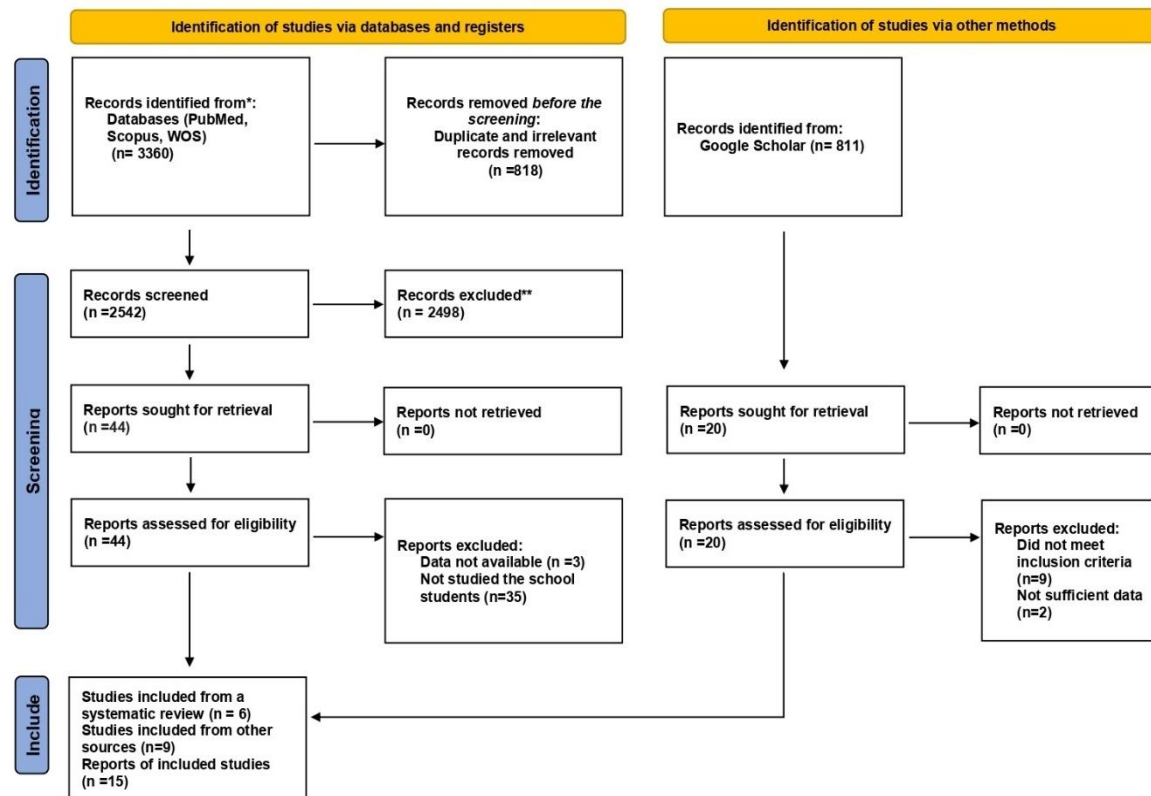 Identification of studies via databases and registers
Identification of studies via other methods
Identification
Records identified from*:
Databases (PubMed,
Scopus, WOS)
(n= 3360)
Records removed before the
screening:
Duplicate and irrelevant
records removed
(n =818)
Records identified from:
Google Scholar (n= 811)
Screening
Records screened
(n =2542)
Records excluded**
(n = 2498)
Reports sought for retrieval
(n =44)
Reports not retrieved
(n =0)
Reports sought for retrieval
(n =20)
Reports not retrieved
(n =0)
Reports assessed for eligibility
(n =44)
Reports excluded:
Data not available (n =3)
Not studied the school
students (n=35)
Reports assessed for eligibility
(n =20)
Reports excluded:
Did not meet
inclusion criteria
(n=9)
Not sufficient data
(n=2)
Include
Studies included from a
systematic review (n = 6)
Studies included from other
sources (n=9)
Reports of included studies
(n =15)